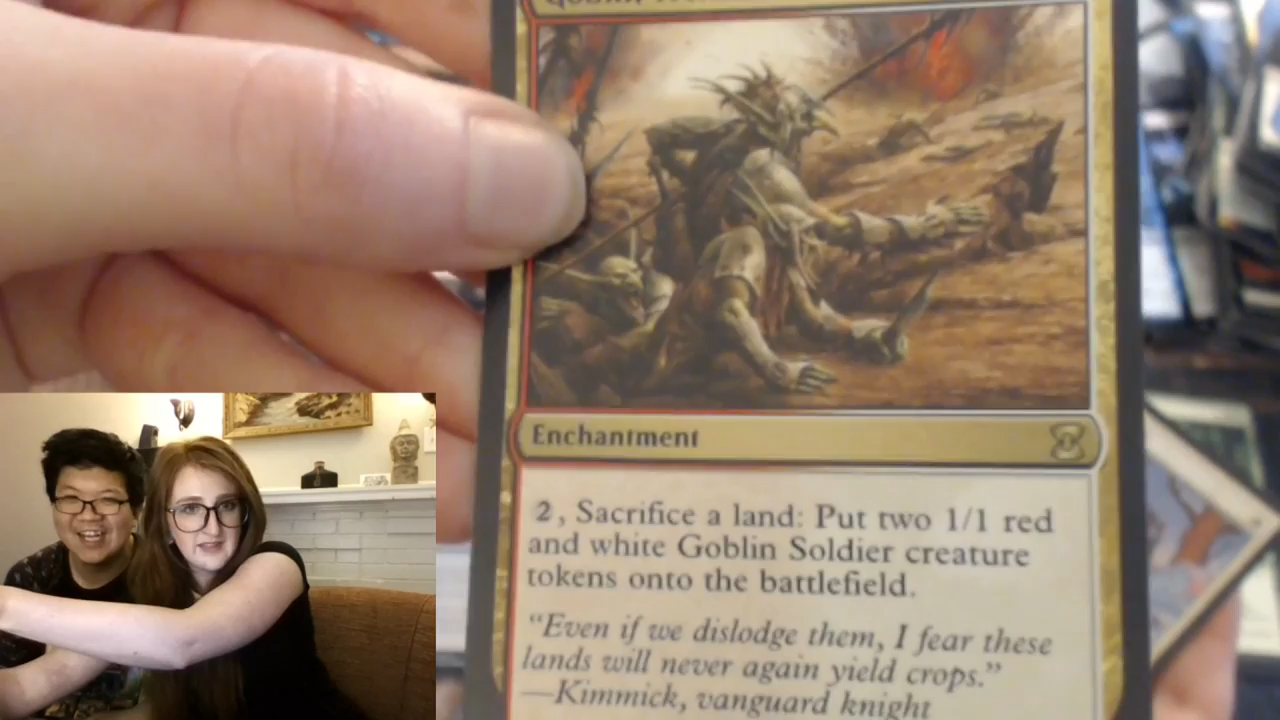 Enchantment
2, Sacrifice a land: Put two 1/1 red
and white Goblin Soldier creature
tokens onto the battlefield.
“Even if we dislodge them, I fear these
lands will never again yield crops.”
—Kimmick, vanguard knight